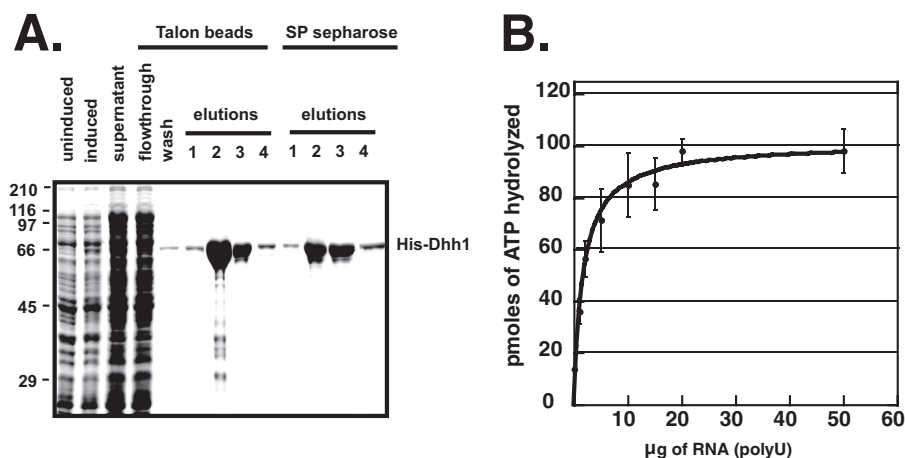 A.
Talon beads
SP sepharose
uninduced
induced
supernatant
flowthrough
wash
elutions
elutions
1 2 3 4
1 2 3 4
210
116
97
66
45
29
His-Dhh1
B.
pmoles of ATP hydrolyzed
120
100
80
60
40
20
0
10 20 30 40 50 60
µg of RNA (polyU)